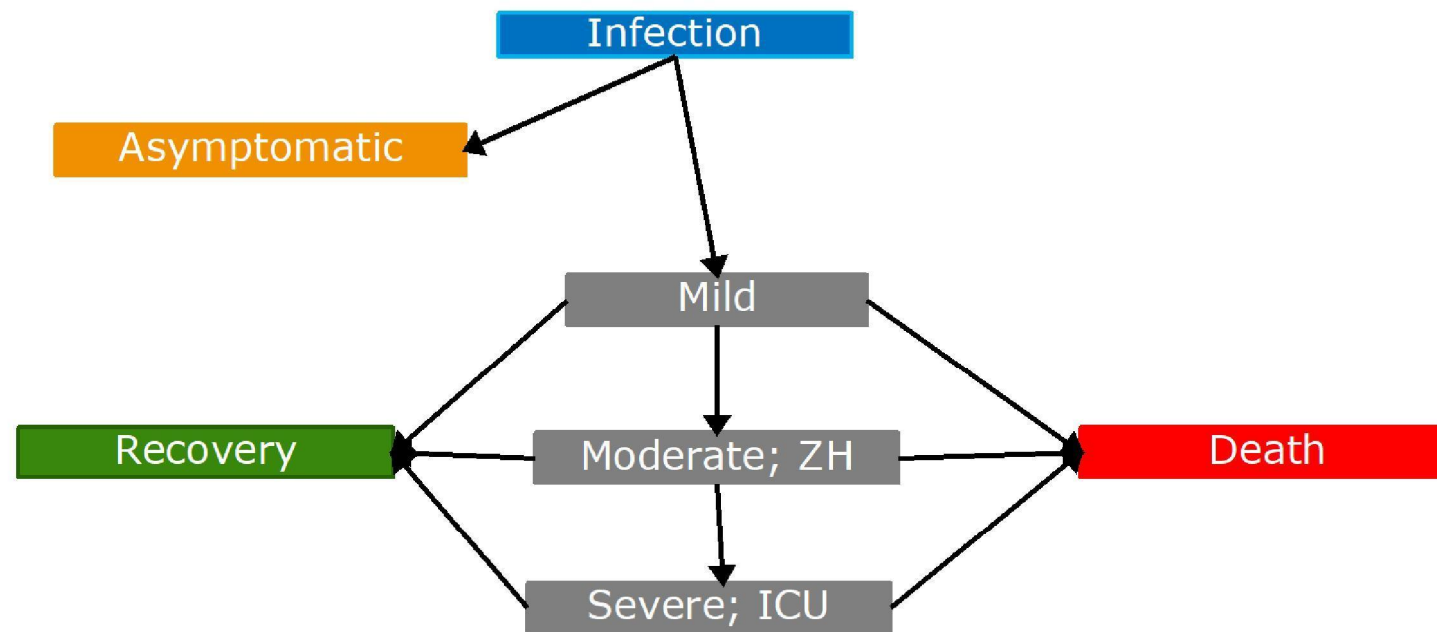 Infection
Asymptomatic
Mild
Recovery
Moderate; ZH
Death
Severe; ICU